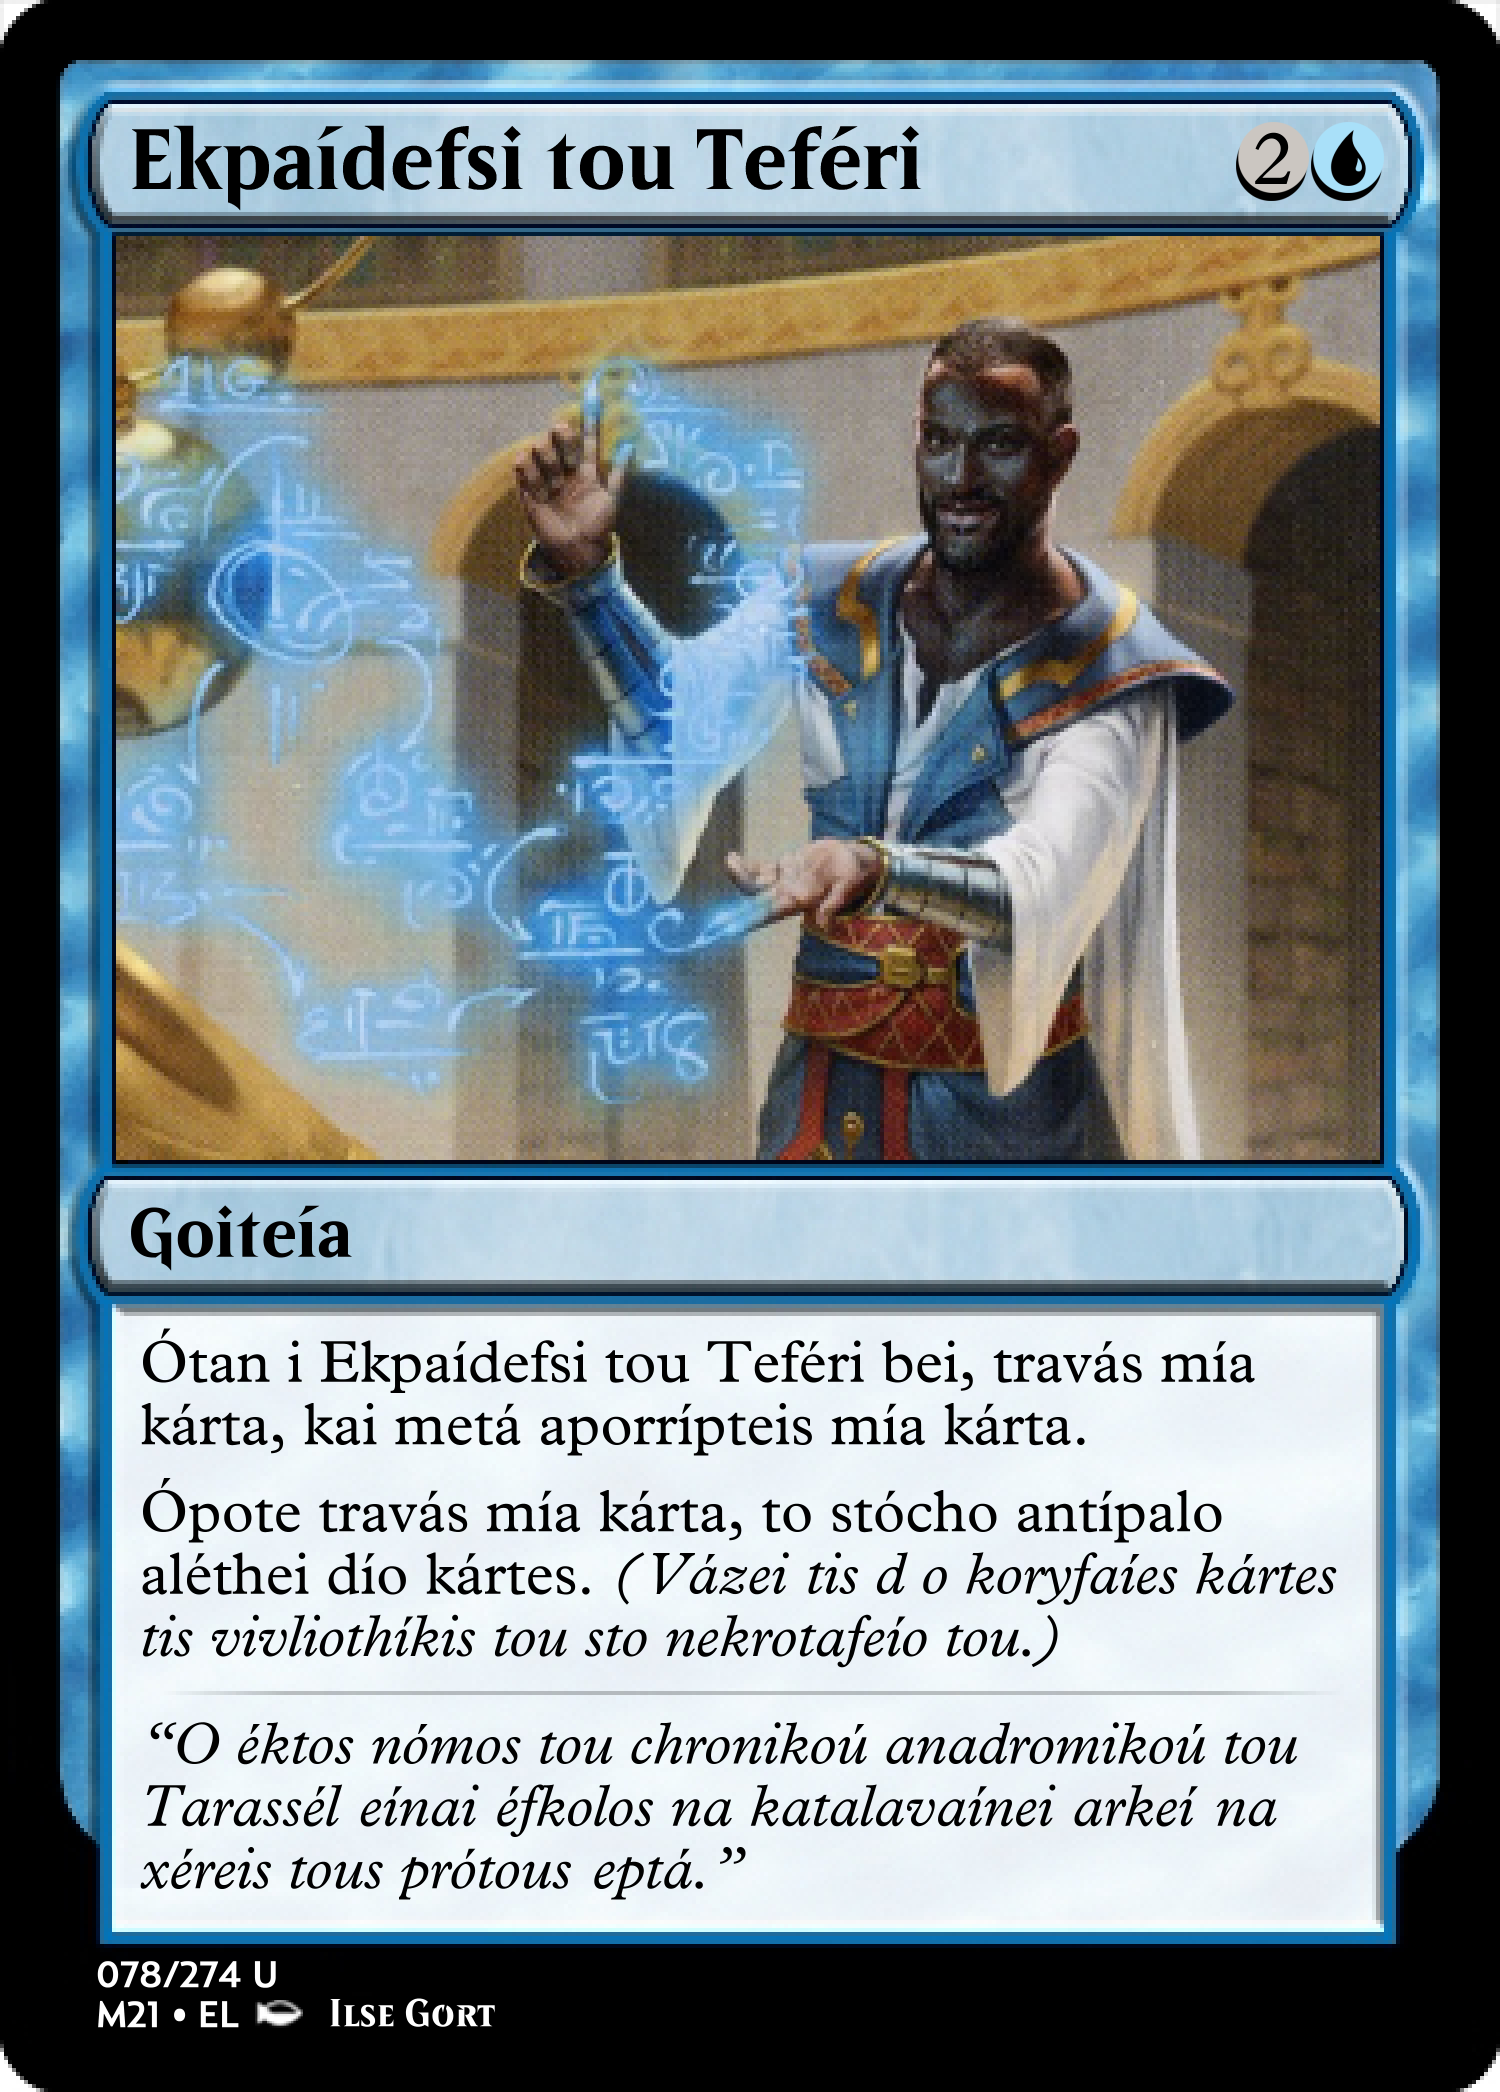 Ekpaídefsi tou Teféri 2
Goiteía
Ótan i Ekpaídefsi tou Teféri bei, travás mía
kárta, kai metá aporrípteis mía kárta.
Ópote travás mía kárta, to stócho antípalo
aléthei dío kártes. (Vázei tis d o koryfaíes kártes
tis vivliothíkis tou sto nekrotafeío tou.)
“O éktos nómos tou chronikoú anadromikoú tou
Tarassél eínai éfkolos na katalavaínei arkeí na
xéreis tous prótous eptá.”
078/274 U
M21 • EL Ilse Gort